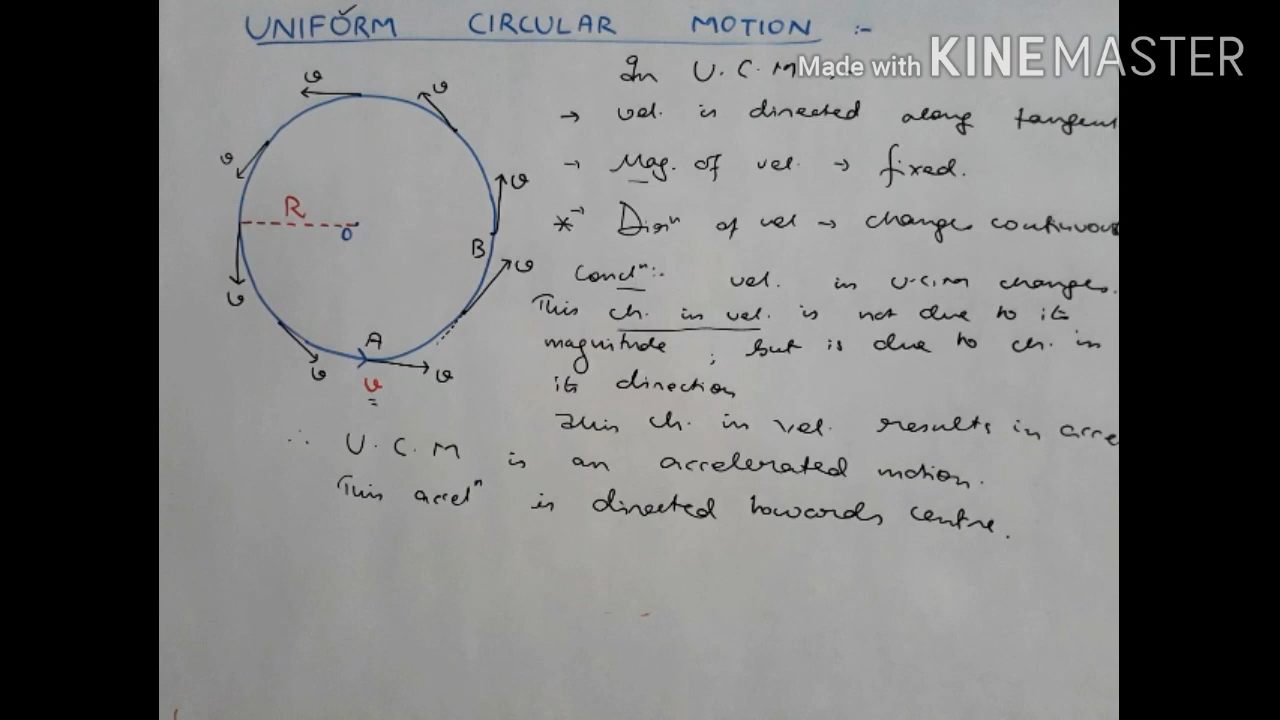 UNIFORM CIRCULAR MOTION :-
Made with KINEMASTER
In U.C.M
→ vel. is directed along tangent
→ Mag. of vel. → fixed.
*→ Dirⁿ of vel → changes continuous
Conclⁿ:- vel. in U.C.M changes.
This ch. in vel. is not due to its
magnitude ; but is due to ch. in
its direction
This ch. in vel. results in acce
∴ U.C.M is an accelerated motion.
This accelⁿ is directed towards centre.
v
v
v
v
R
O
B
v
v
A
v
v
v